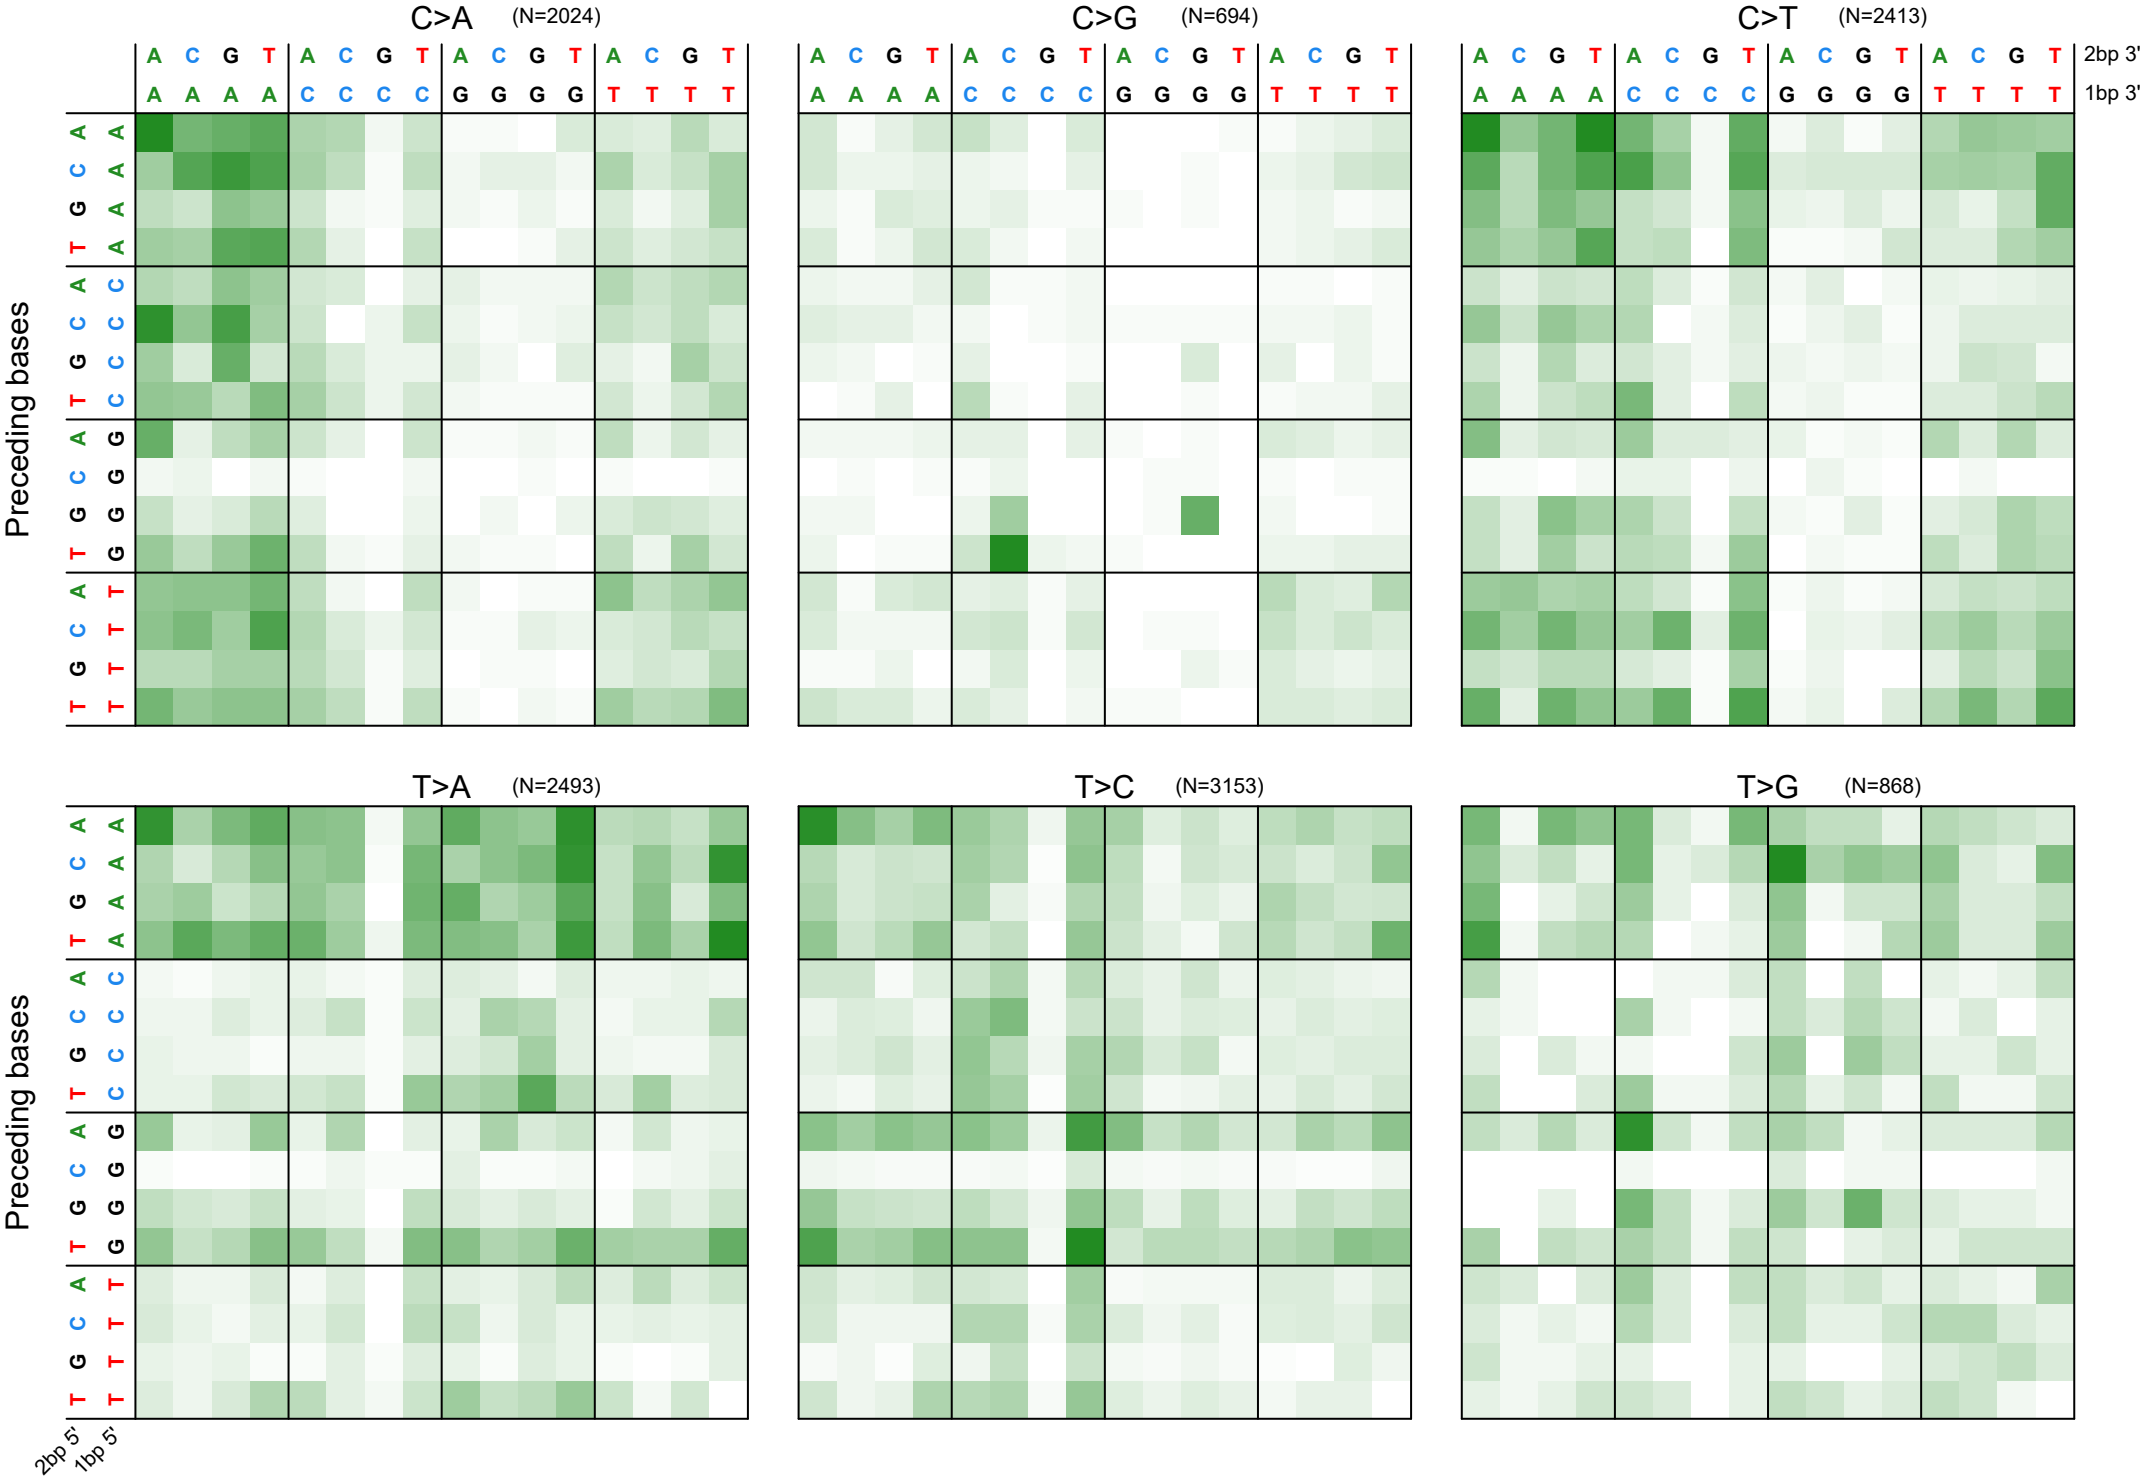 C>A (N=2024) C>G (N=694) C>T (N=2413)
A C G T A C G T A C G T A C G T A C G T A C G T A C G T A C G T A C G T A C G T A C G T A C G T 2bp 3'
A A A A C C C C G G G G T T T T A A A A C C C C G G G G T T T T A A A A C C C C G G G G T T T T 1bp 3'
Preceding bases
A A
C A
G A
T A
A C
C C
G C
T C
A G
C G
G G
T G
A T
C T
G T
T T
T>A (N=2493) T>C (N=3153) T>G (N=868)
Preceding bases
A A
C A
G A
T A
A C
C C
G C
T C
A G
C G
G G
T G
A T
C T
G T
T T
2bp 5' 1bp 5'